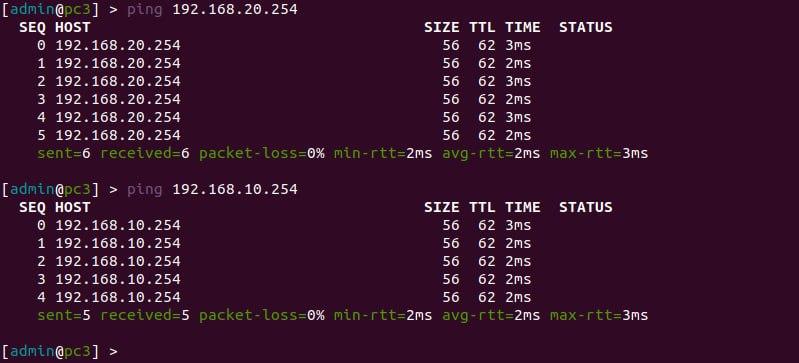 [admin@pc3] > ping 192.168.20.254
SEQ HOST SIZE TTL TIME STATUS
0 192.168.20.254 56 62 3ms
1 192.168.20.254 56 62 2ms
2 192.168.20.254 56 62 3ms
3 192.168.20.254 56 62 2ms
4 192.168.20.254 56 62 3ms
5 192.168.20.254 56 62 2ms
sent=6 received=6 packet-loss=0% min-rtt=2ms avg-rtt=2ms max-rtt=3ms
[admin@pc3] > ping 192.168.10.254
SEQ HOST SIZE TTL TIME STATUS
0 192.168.10.254 56 62 3ms
1 192.168.10.254 56 62 2ms
2 192.168.10.254 56 62 2ms
3 192.168.10.254 56 62 2ms
4 192.168.10.254 56 62 2ms
sent=5 received=5 packet-loss=0% min-rtt=2ms avg-rtt=2ms max-rtt=3ms
[admin@pc3] >